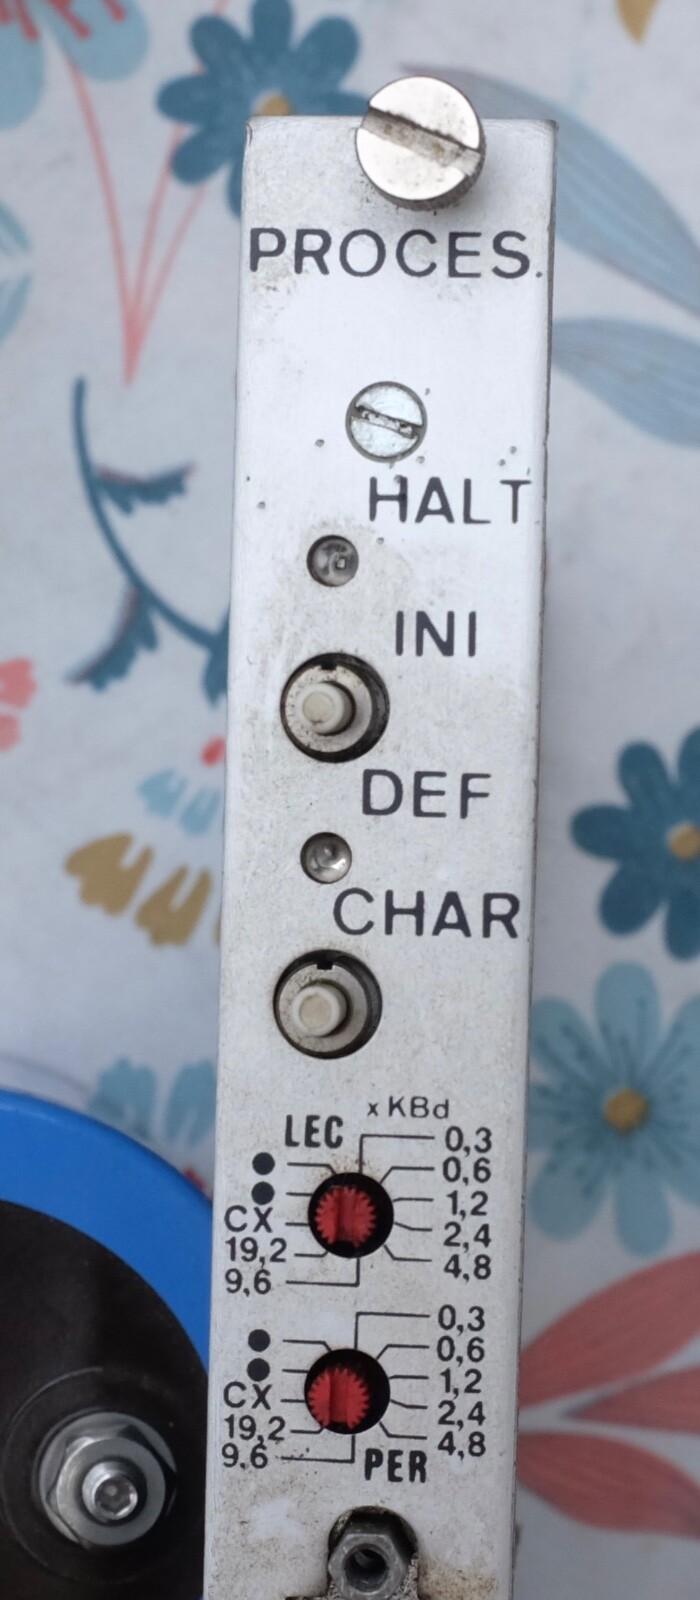 PROCES.
HALT
INI
DEF
CHAR
x KBd
LEC
0,3
● 0,6
● 1,2
CX 2,4
19,2 4,8
9,6
0,3
● 0,6
● 1,2
CX 2,4
19,2 4,8
9,6 PER